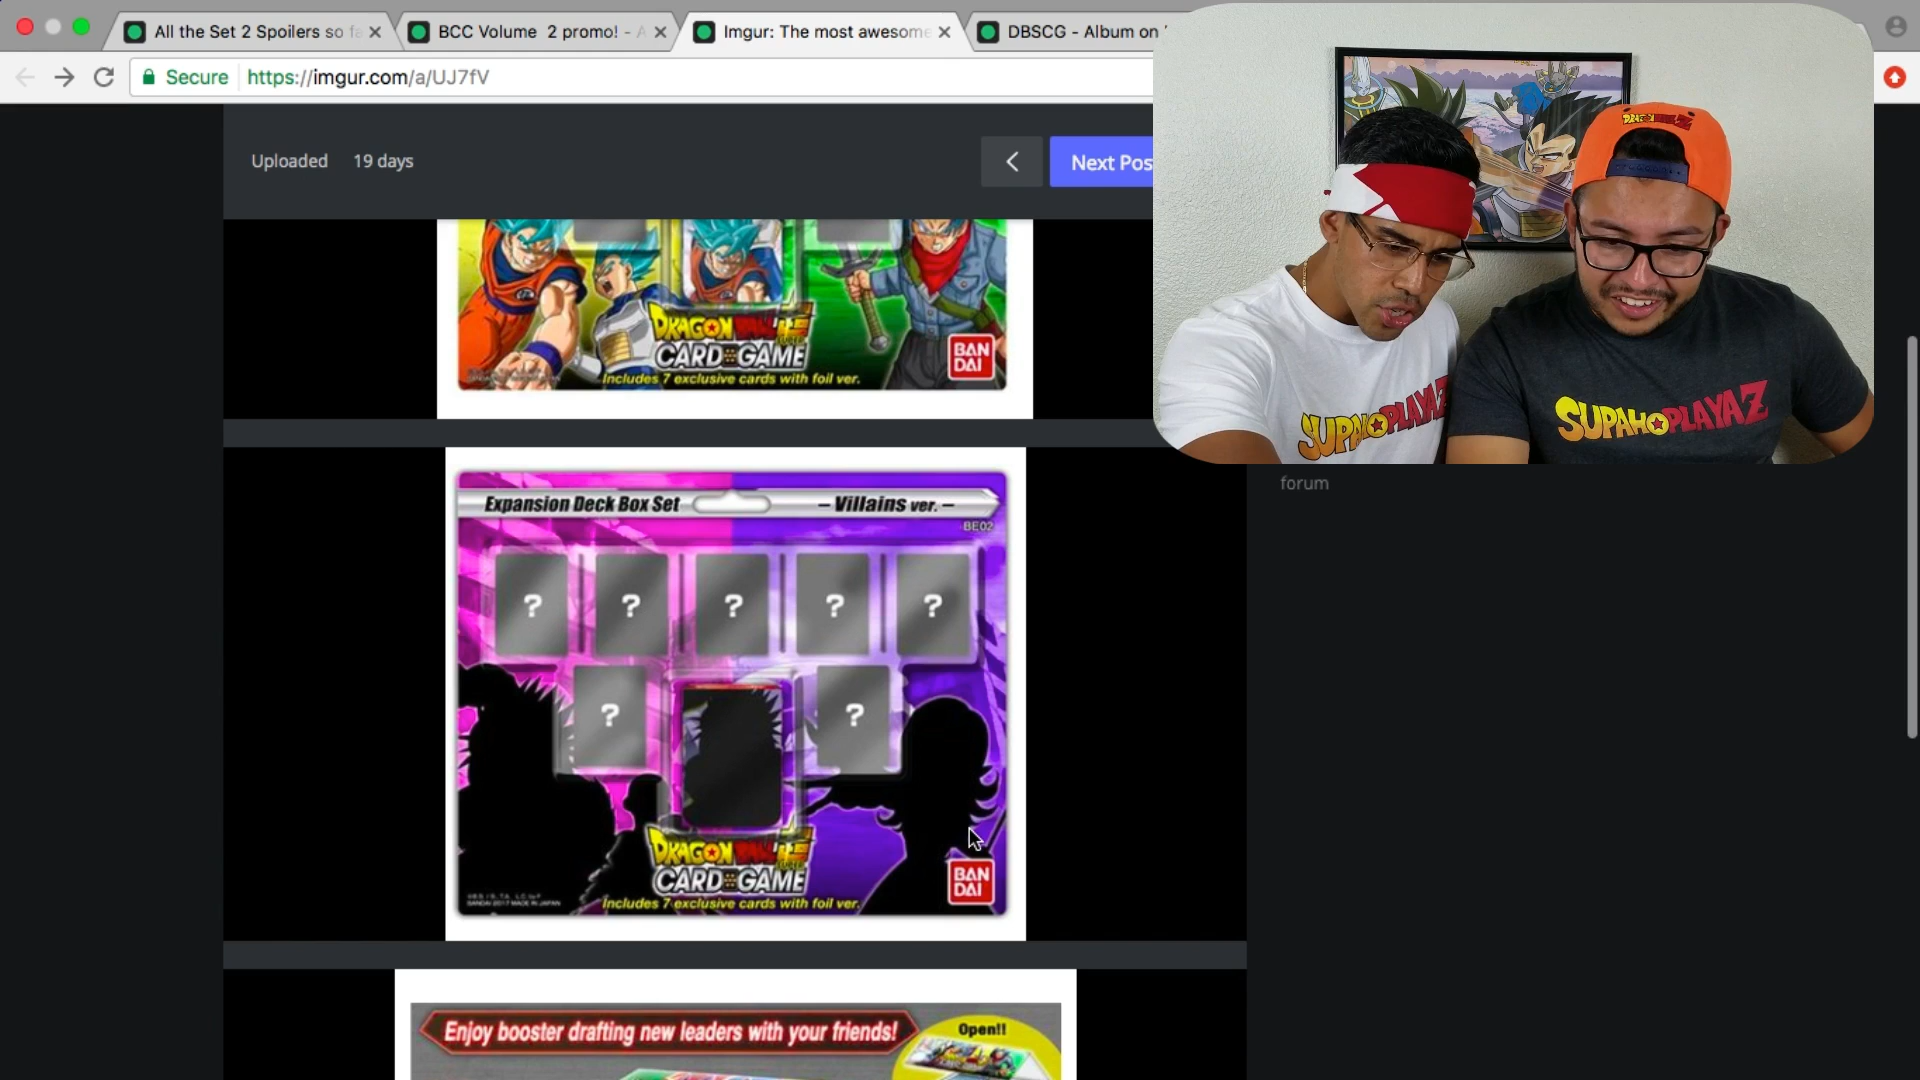 All the Set 2 Spoilers so fa
BCC Volume 2 promo! - A
Imgur: The most awesome
DBSCG - Album on
Secure
https://imgur.com/a/UJ7fV
Uploaded 19 days
Next Pos
DRAGON BALL
CARD GAME
BAN
DAI
Includes 7 exclusive cards with foil ver.
SUPAHOPLAYAZ
SUPAHOPLAYAZ
forum
Expansion Deck Box Set
– Villains ver. –
BE02
? ? ? ? ?
? ?
DRAGON BALL
CARD GAME
BAN
DAI
Includes 7 exclusive cards with foil ver.
Enjoy booster drafting new leaders with your friends!
Open!!